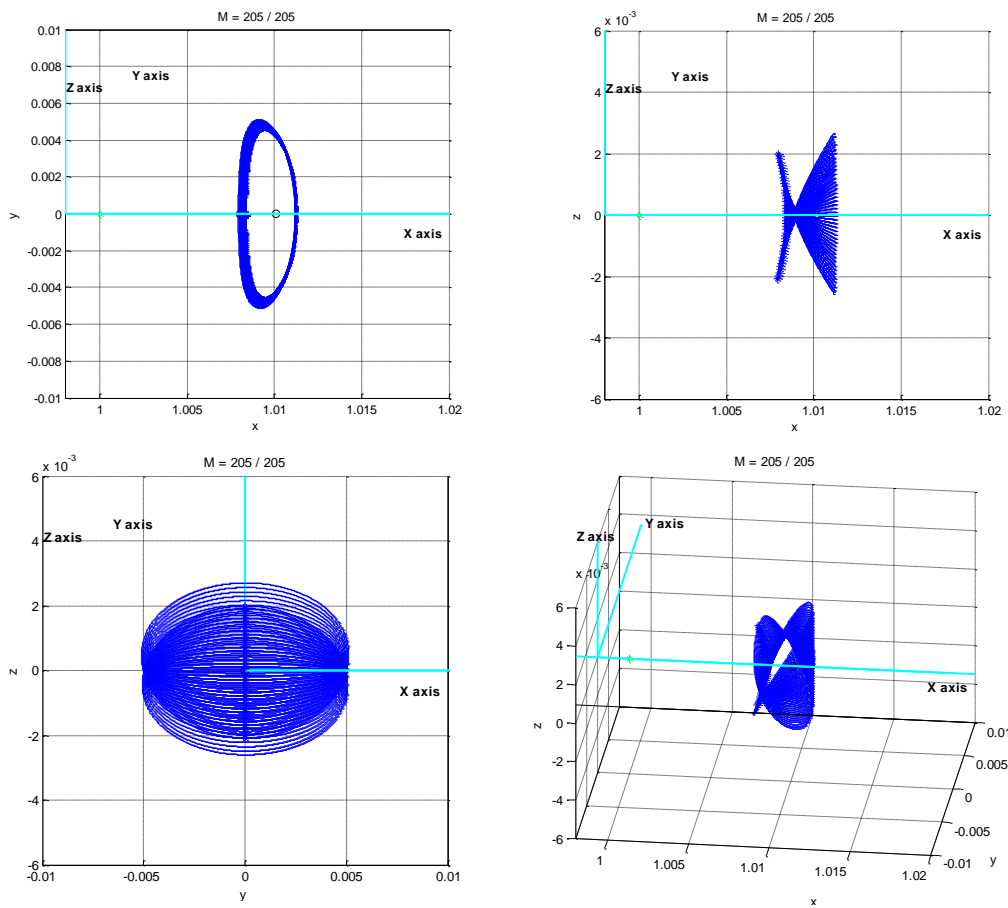 M = 205 / 205
0.01
0.008
0.006
0.004
0.002
0
-0.002
-0.004
-0.006
-0.008
-0.01
y
Y axis
Z axis
X axis
1
1.005
1.01
1.015
1.02
x
M = 205 / 205
x 10-3
6
4
2
0
-2
-4
-6
z
Y axis
Z axis
X axis
1
1.005
1.01
1.015
1.02
x
M = 205 / 205
x 10-3
6
4
2
0
-2
-4
-6
z
Y axis
Z axis
X axis
-0.01
-0.005
0
0.005
0.01
y
M = 205 / 205
Z axis
Y axis
x 10-3
6
4
2
0
-2
-4
-6
z
X axis
0.01
0.005
0
-0.005
-0.01
y
1
1.005
1.01
1.015
1.02
x